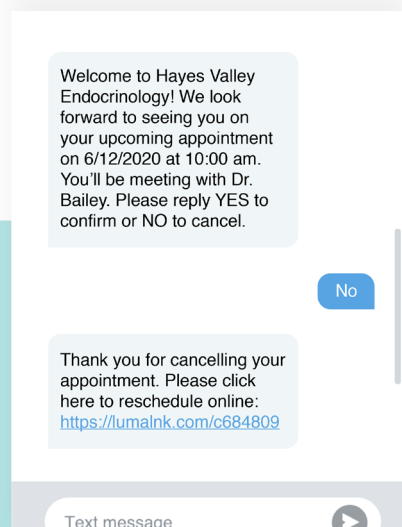 Welcome to Hayes Valley
Endocrinology! We look
forward to seeing you on
your upcoming appointment
on 6/12/2020 at 10:00 am.
You'll be meeting with Dr.
Bailey. Please reply YES to
confirm or NO to cancel.
No
Thank you for cancelling your
appointment. Please click
here to reschedule online:
https://lumalnk.com/c684809
Text message